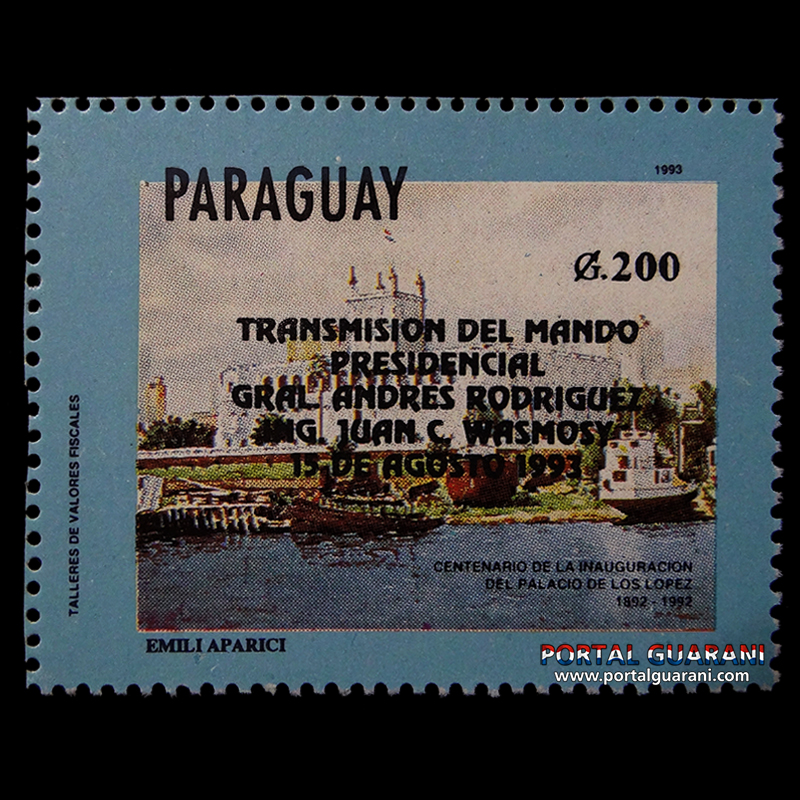 PARAGUAY
1993
₲.200
TRANSMISION DEL MANDO
PRESIDENCIAL
GRAL. ANDRES RODRIGUEZ
ING. JUAN C. WASMOSY
15 DE AGOSTO 1993
TALLERES DE VALORES FISCALES
CENTENARIO DE LA INAUGURACION
DEL PALACIO DE LOS LOPEZ
1892 - 1992
EMILI APARICI
PORTAL GUARANI
www.portalguarani.com